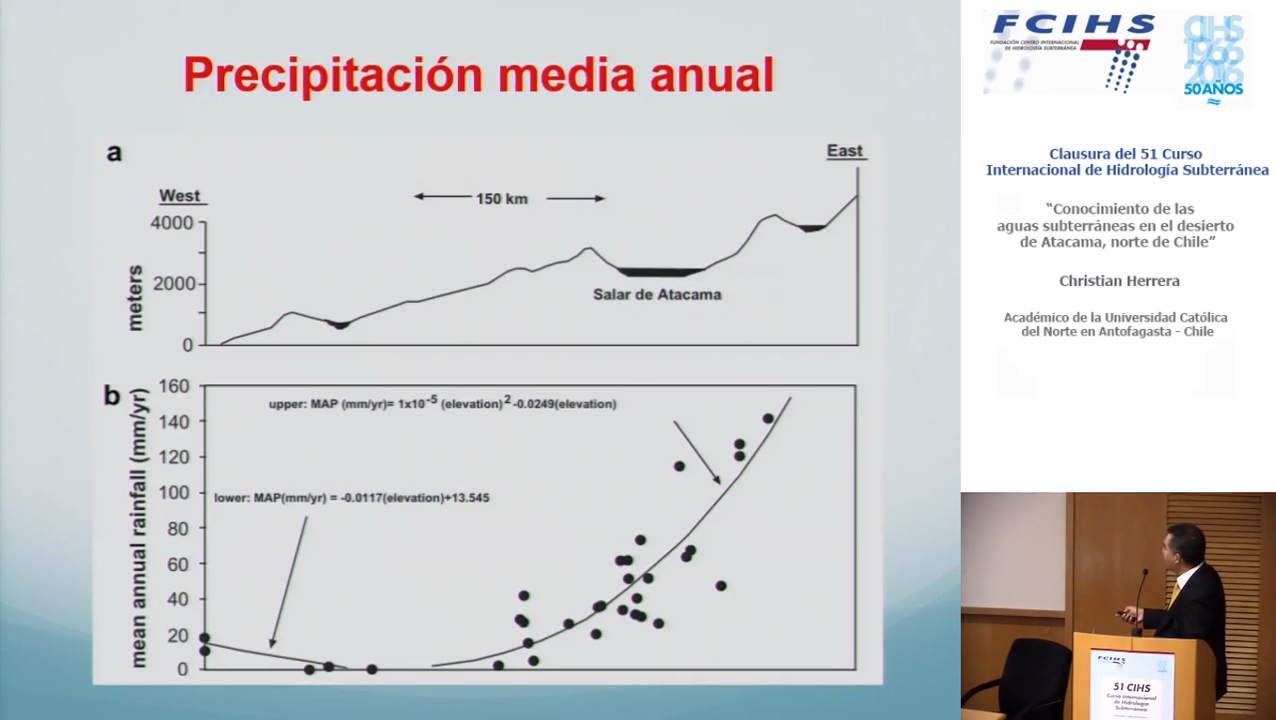 Precipitación media anual
a
East
West
150 km
4000
2000
0
meters
Salar de Atacama
b
160
140
120
100
80
60
40
20
0
mean annual rainfall (mm/yr)
upper: MAP (mm/yr)= 1x10-5 (elevation)2-0.0249(elevation)
lower: MAP(mm/yr) = -0.0117(elevation)+13.545
FCIHS
FUNDACIÓN CENTRO INTERNACIONAL
DE HIDROLOGÍA SUBTERRÁNEA
CIHS
1966
2016
50 AÑOS
Clausura del 51 Curso
Internacional de Hidrología Subterránea
“Conocimiento de las
aguas subterráneas en el desierto
de Atacama, norte de Chile”
Christian Herrera
Académico de la Universidad Católica
del Norte en Antofagasta - Chile
FCIHS
51 CIHS
Curso Internacional
de Hidrología
Subterránea